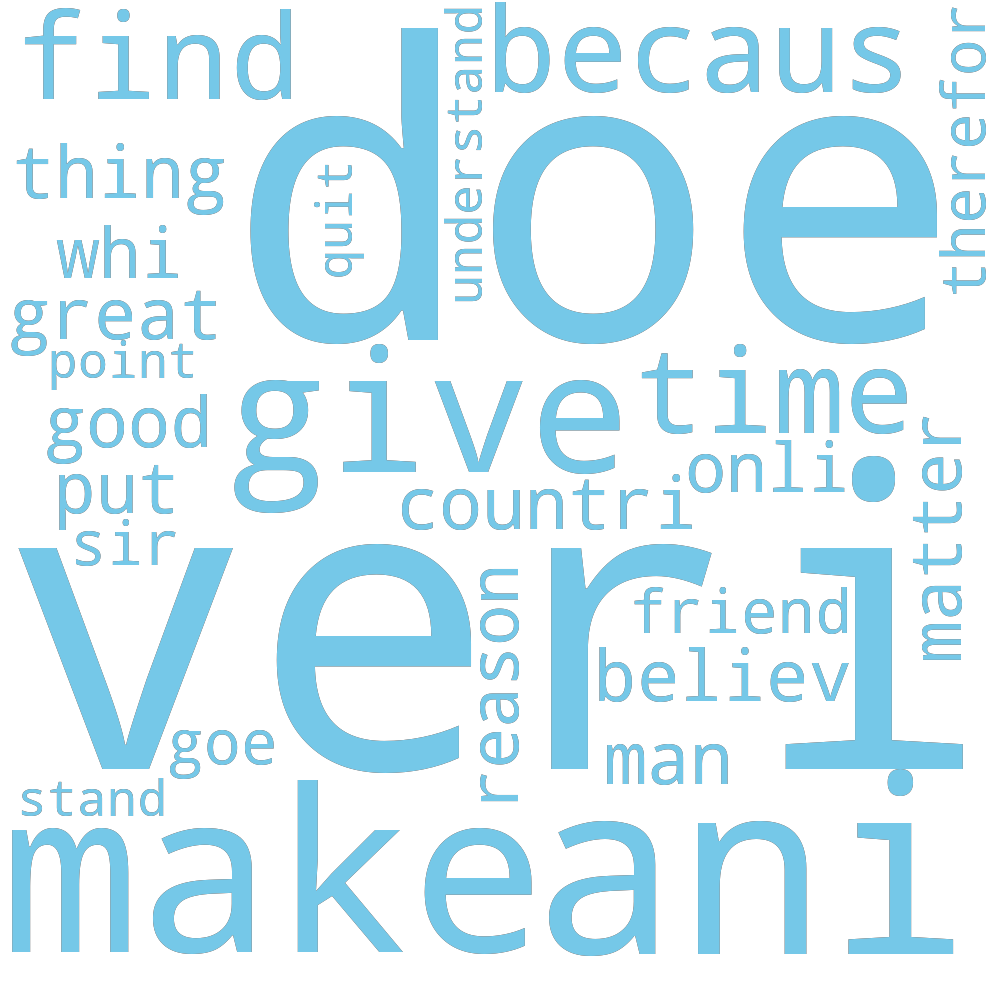 find
doe
understand
becaus
therefor
thing
quit
whi
great
point
give
time
good
onli
put
countri
matter
sir
veri
reason
friend
believ
goe
man
stand
make
ani